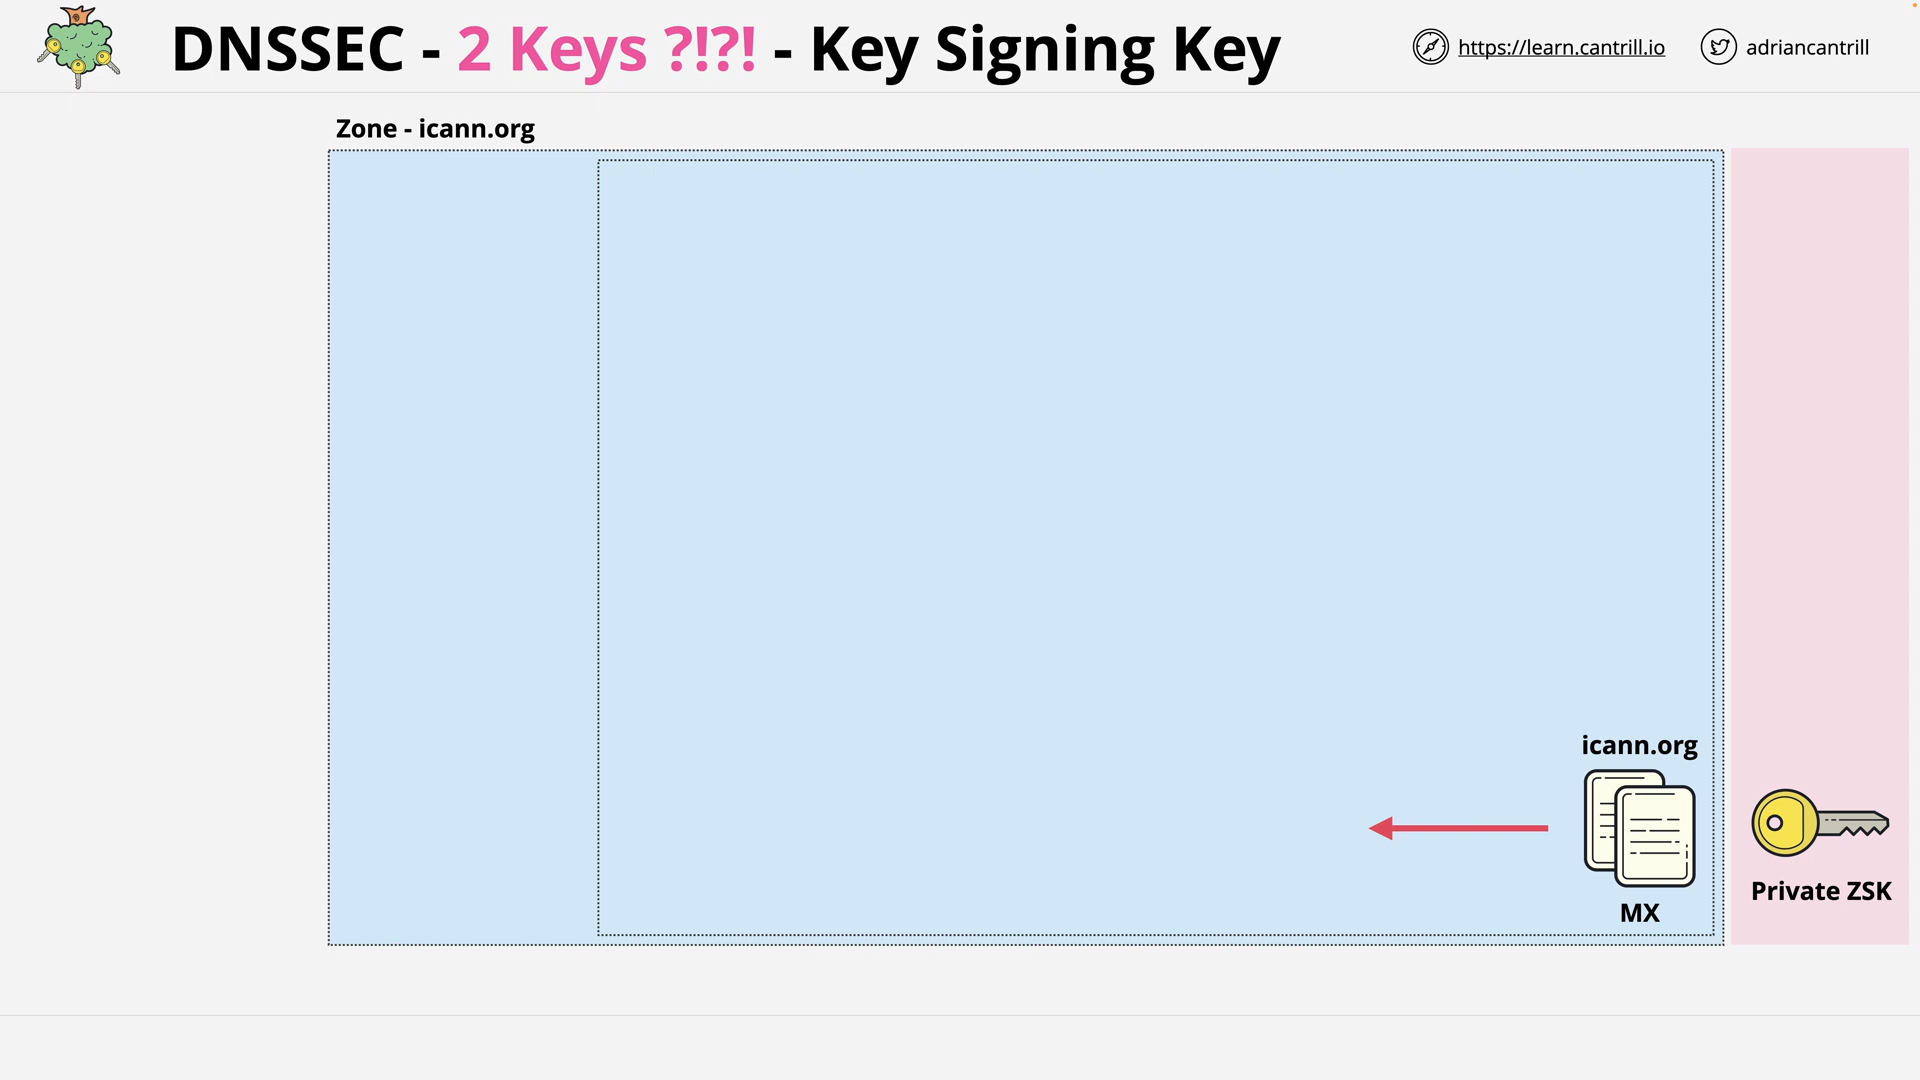 DNSSEC - 2 Keys ?!?! - Key Signing Key
https://learn.cantrill.io
adriancantrill
Zone - icann.org
icann.org
MX
Private ZSK